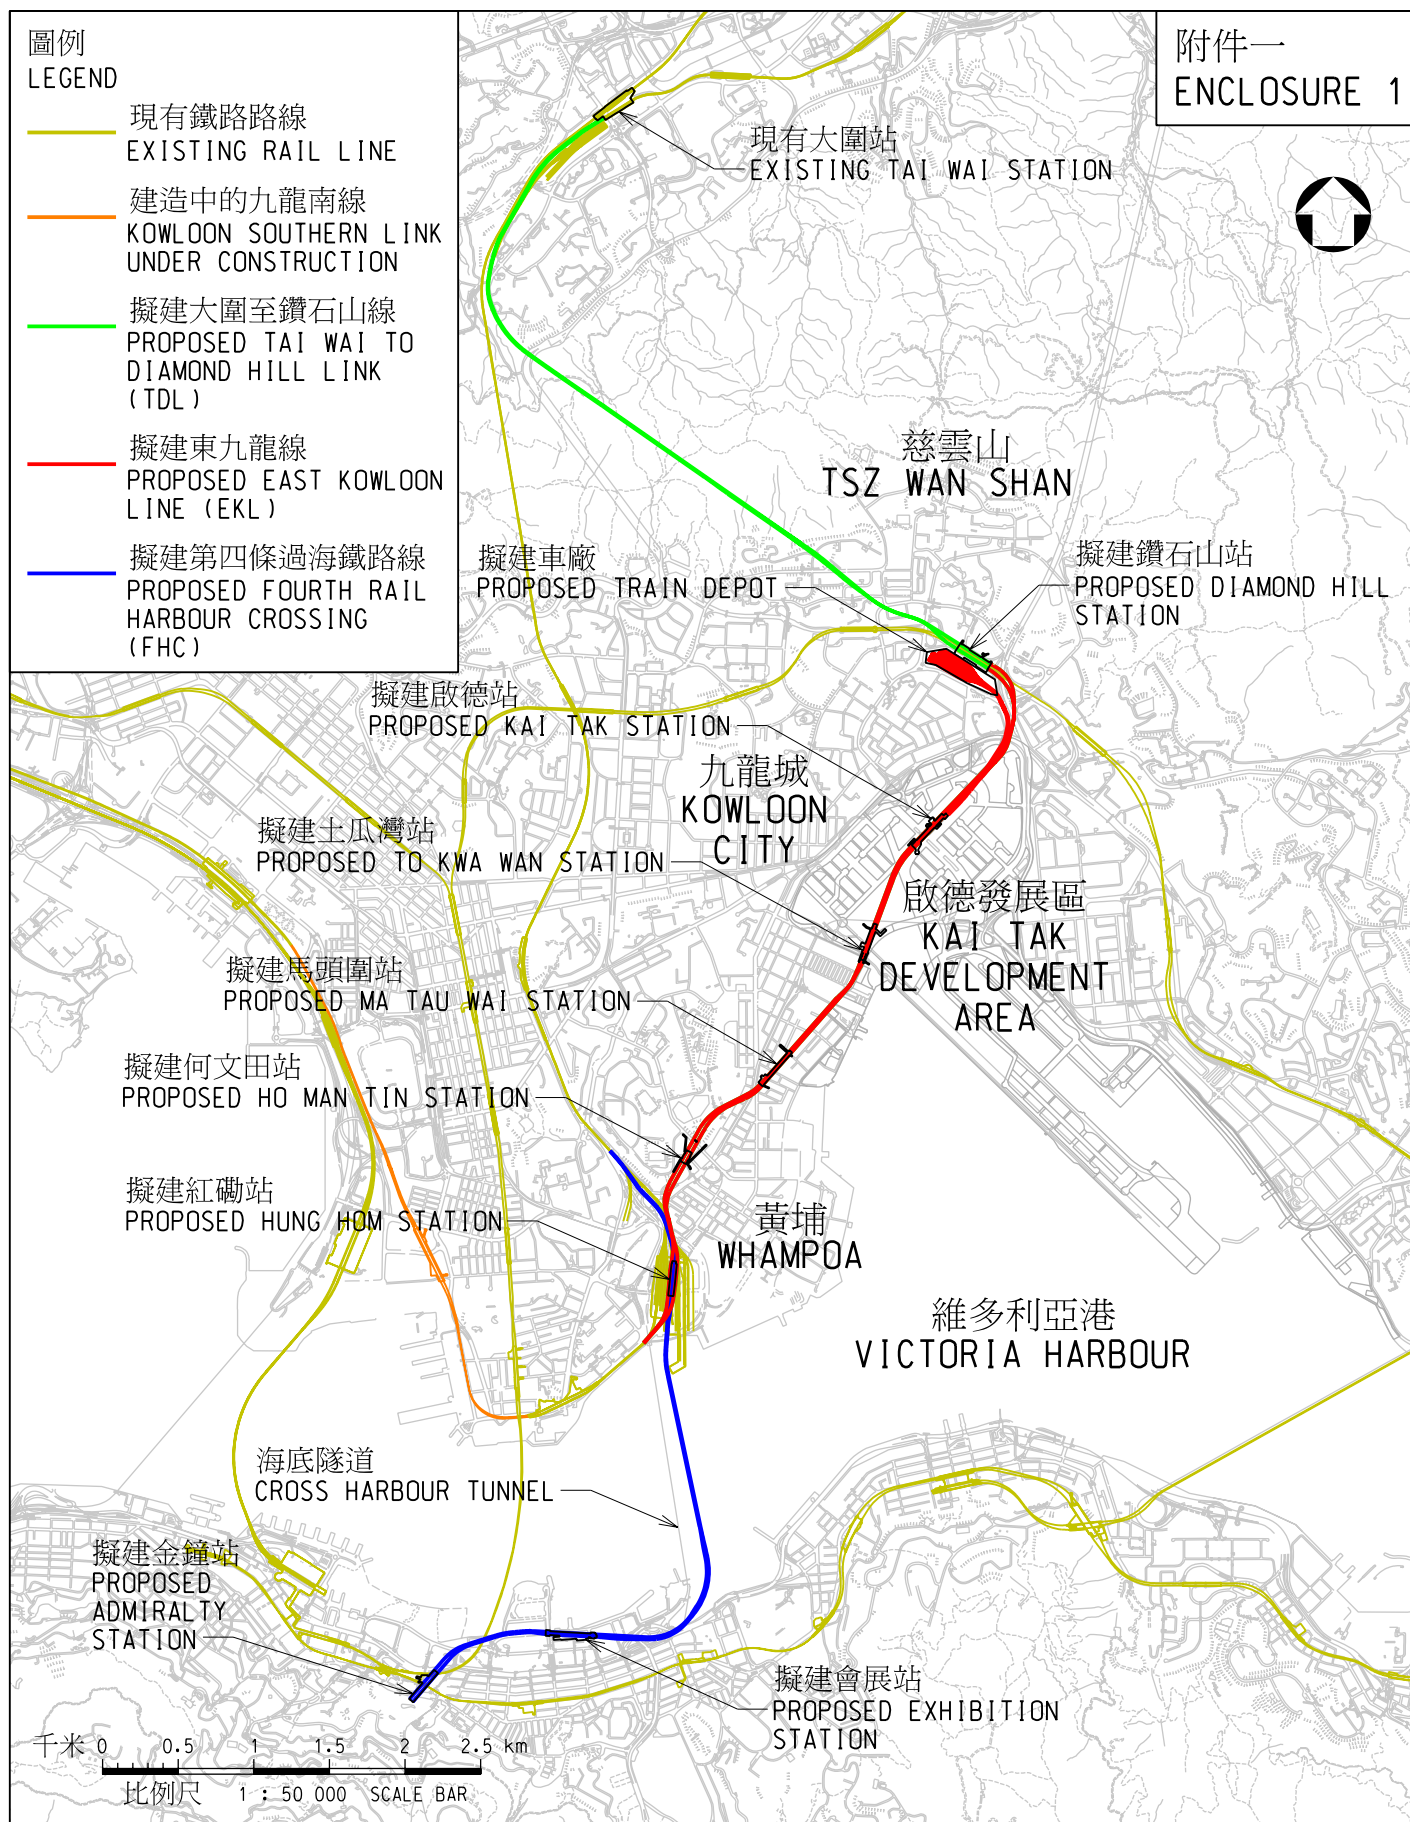 圖例
LEGEND
現有鐵路路線
EXISTING RAIL LINE
建造中的九龍南線
KOWLOON SOUTHERN LINK
UNDER CONSTRUCTION
擬建大圍至鑽石山線
PROPOSED TAI WAI TO
DIAMOND HILL LINK
(TDL)
擬建東九龍線
PROPOSED EAST KOWLOON
LINE (EKL)
擬建第四條過海鐵路線
PROPOSED FOURTH RAIL
HARBOUR CROSSING
(FHC)
附件一
ENCLOSURE 1
現有大圍站
EXISTING TAI WAI STATION
慈雲山
TSZ WAN SHAN
擬建車廠
PROPOSED TRAIN DEPOT
擬建鑽石山站
PROPOSED DIAMOND HILL
STATION
擬建啟德站
PROPOSED KAI TAK STATION
九龍城
KOWLOON
CITY
擬建土瓜灣站
PROPOSED TO KWA WAN STATION
啟德發展區
KAI TAK
DEVELOPMENT
AREA
擬建馬頭圍站
PROPOSED MA TAU WAI STATION
擬建何文田站
PROPOSED HO MAN TIN STATION
擬建紅磡站
PROPOSED HUNG HOM STATION
黃埔
WHAMPOA
維多利亞港
VICTORIA HARBOUR
海底隧道
CROSS HARBOUR TUNNEL
擬建金鐘站
PROPOSED
ADMIRALTY
STATION
擬建會展站
PROPOSED EXHIBITION
STATION
千米 0 0.5 1 1.5 2 2.5 km
比例尺 1 : 50 000 SCALE BAR